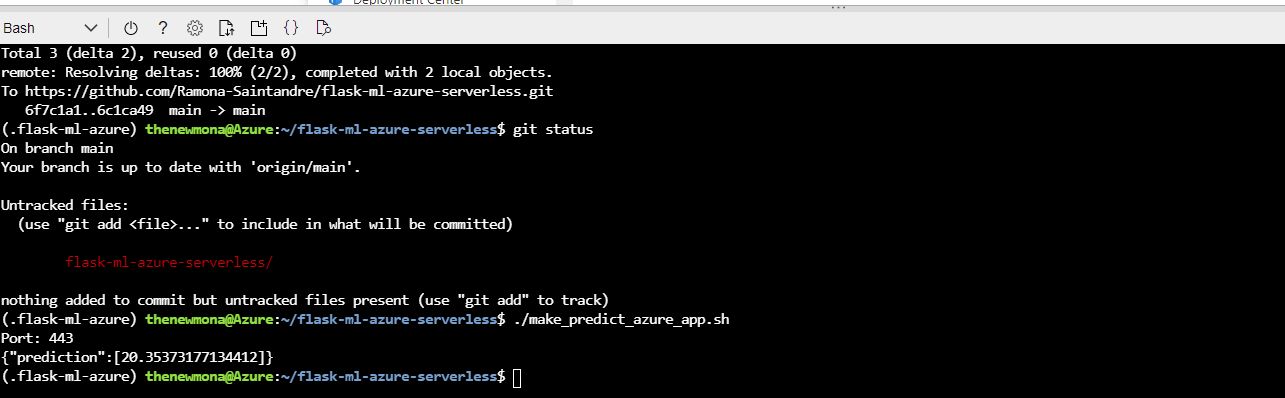 Deployment Center
Bash
Total 3 (delta 2), reused 0 (delta 0)
remote: Resolving deltas: 100% (2/2), completed with 2 local objects.
To https://github.com/Ramona-Saintandre/flask-ml-azure-serverless.git
   6f7c1a1..6c1ca49  main -> main
(.flask-ml-azure) thenewmona@Azure:~/flask-ml-azure-serverless$ git status
On branch main
Your branch is up to date with 'origin/main'.
Untracked files:
  (use "git add <file>..." to include in what will be committed)
        flask-ml-azure-serverless/
nothing added to commit but untracked files present (use "git add" to track)
(.flask-ml-azure) thenewmona@Azure:~/flask-ml-azure-serverless$ ./make_predict_azure_app.sh
Port: 443
{"prediction":[20.35373177134412]}
(.flask-ml-azure) thenewmona@Azure:~/flask-ml-azure-serverless$